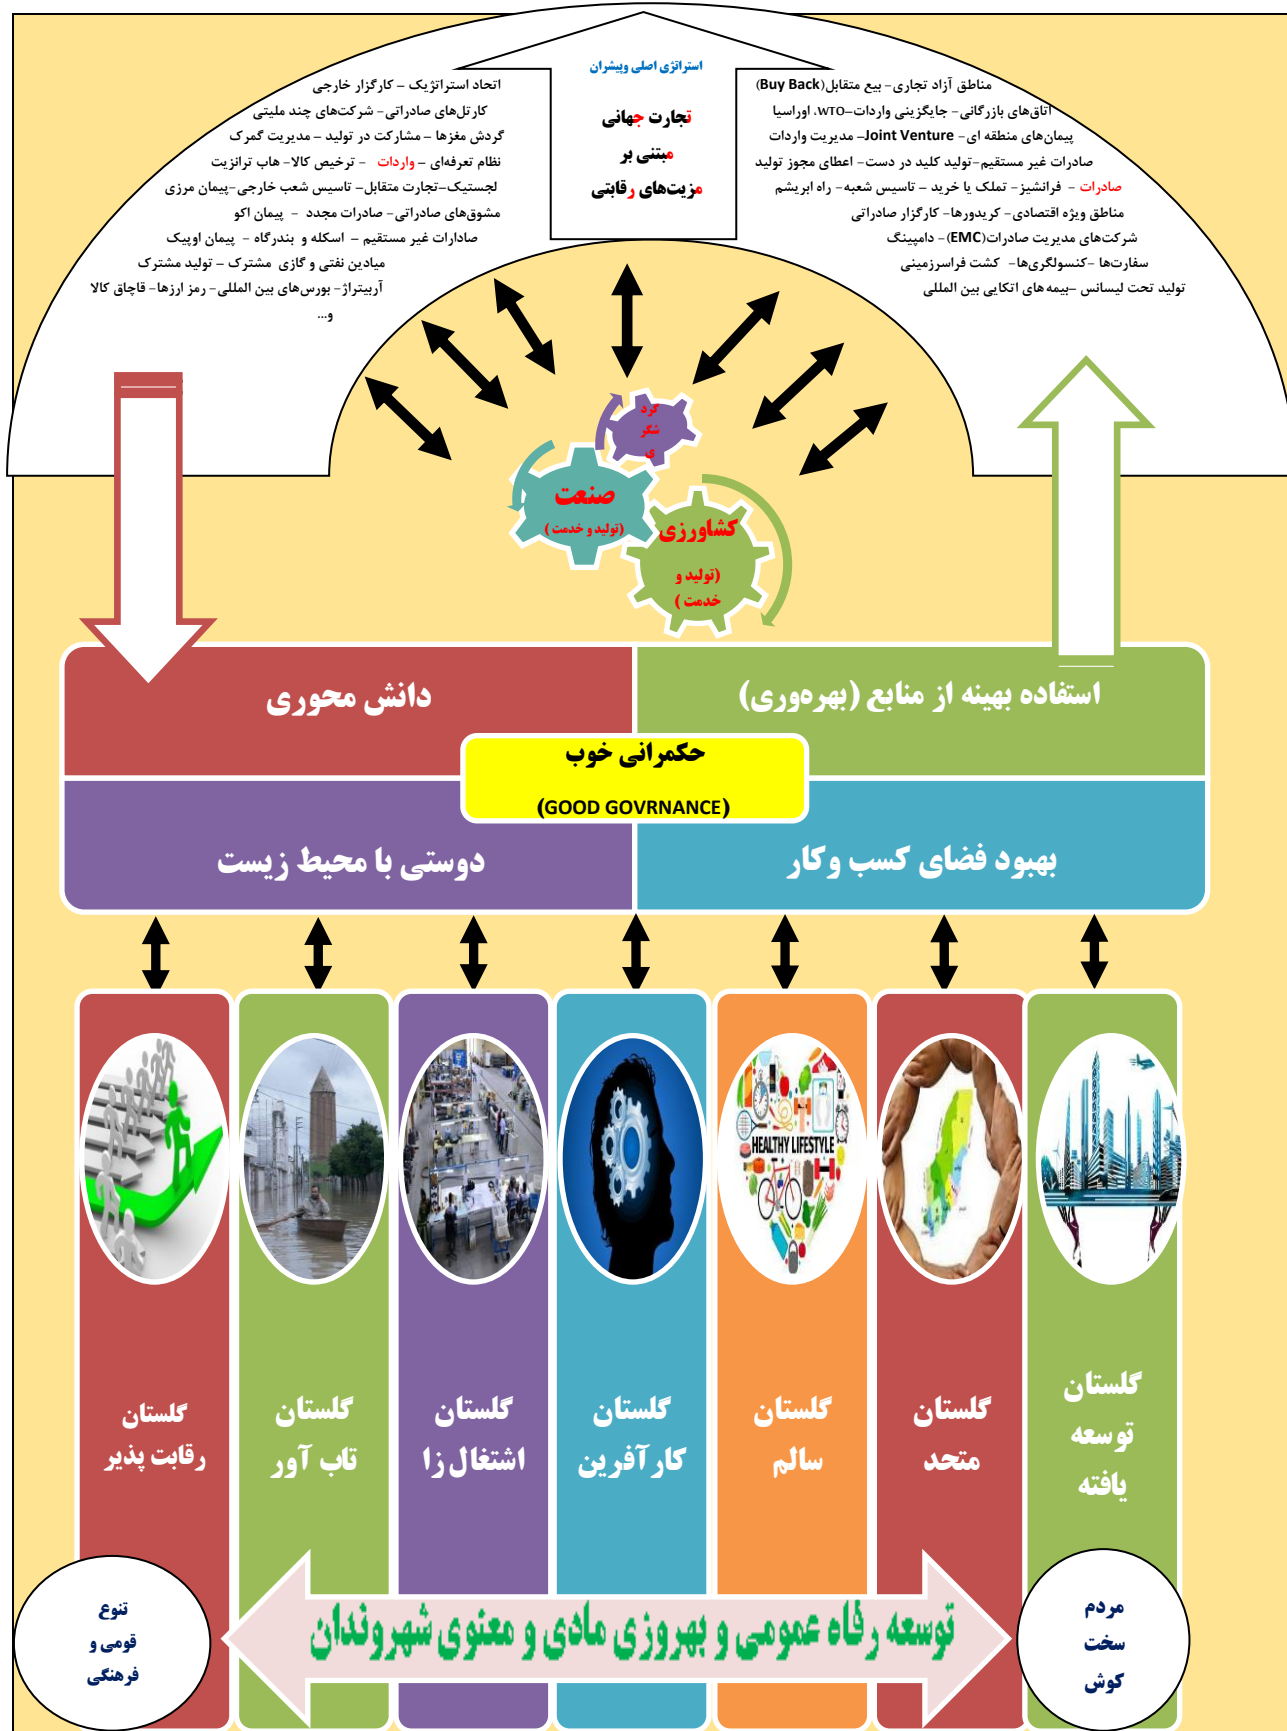 استراتژی اصلی وپیشران
تجارت جهانی
مبتنی بر
مزیت‌های رقابتی
مناطق آزاد تجاری- بیع متقابل(Buy Back)
اتاق‌های بازرگانی- جایگزینی واردات-WTO، اوراسیا
پیمان‌های منطقه ای- Joint Venture- مدیریت واردات
صادرات غیر مستقیم-تولید کلید در دست- اعطای مجوز تولید
صادرات - فرانشیز- تملک یا خرید - تاسیس شعبه- راه ابریشم
مناطق ویژه اقتصادی- کریدورها- کارگزار صادراتی
شرکت‌های مدیریت صادرات(EMC)- دامپینگ
سفارت‌ها -کنسولگری‌ها- کشت فراسرزمینی
تولید تحت لیسانس -بیمه های اتکایی بین المللی
اتحاد استراتژیک - کارگزار خارجی
کارتل‌های صادراتی- شرکت‌های چند ملیتی
گردش مغزها - مشارکت در تولید - مدیریت گمرک
نظام تعرفه‌ای - واردات - ترخیص کالا- هاب ترانزیت
لجستیک-تجارت متقابل- تاسیس شعب خارجی-پیمان مرزی
مشوق‌های صادراتی- صادرات مجدد - پیمان اکو
صادارات غیر مستقیم - اسکله و بندرگاه - پیمان اوپیک
میادین نفتی و گازی مشترک - تولید مشترک
آربیتراژ- بورس‌های بین المللی- رمز ارزها- قاچاق کالا
و...
گرد
شگر
ی
صنعت
(تولید و خدمت )
کشاورزی
(تولید و
خدمت )
استفاده بهینه از منابع (بهره‌وری)
دانش محوری
حکمرانی خوب
(GOOD GOVRNANCE)
بهبود فضای کسب وکار
دوستی با محیط زیست
HEALTHY LIFESTYLE
گلستان
توسعه
یافته
گلستان
متحد
گلستان
سالم
گلستان
کارآفرین
گلستان
اشتغال زا
گلستان
تاب آور
گلستان
رقابت پذیر
مردم
سخت
کوش
توسعه رفاه عمومی و بهروزی مادی و معنوی شهروندان
تنوع
قومی و
فرهنگی